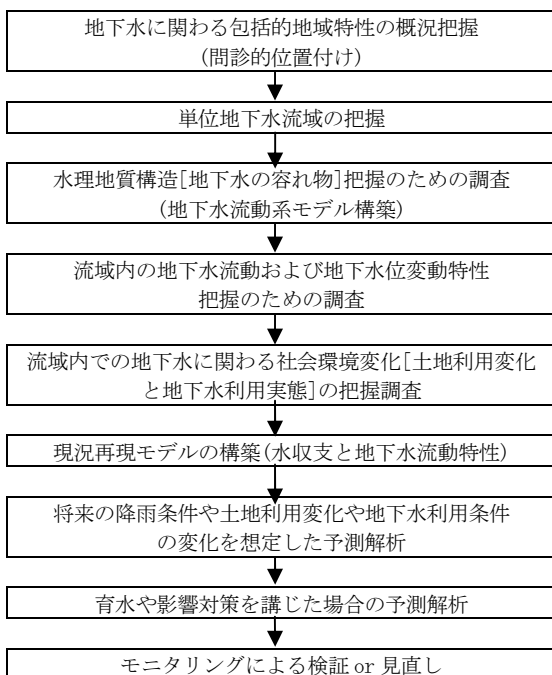 地下水に関わる包括的地域特性の概況把握
(問診的位置付け)
単位地下水流域の把握
水理地質構造[地下水の容れ物]把握のための調査
(地下水流動系モデル構築)
流域内の地下水流動および地下水位変動特性
把握のための調査
流域内での地下水に関わる社会環境変化[土地利用変化
と地下水利用実態]の把握調査
現況再現モデルの構築(水収支と地下水流動特性)
将来の降雨条件や土地利用変化や地下水利用条件
の変化を想定した予測解析
育水や影響対策を講じた場合の予測解析
モニタリングによる検証 or 見直し